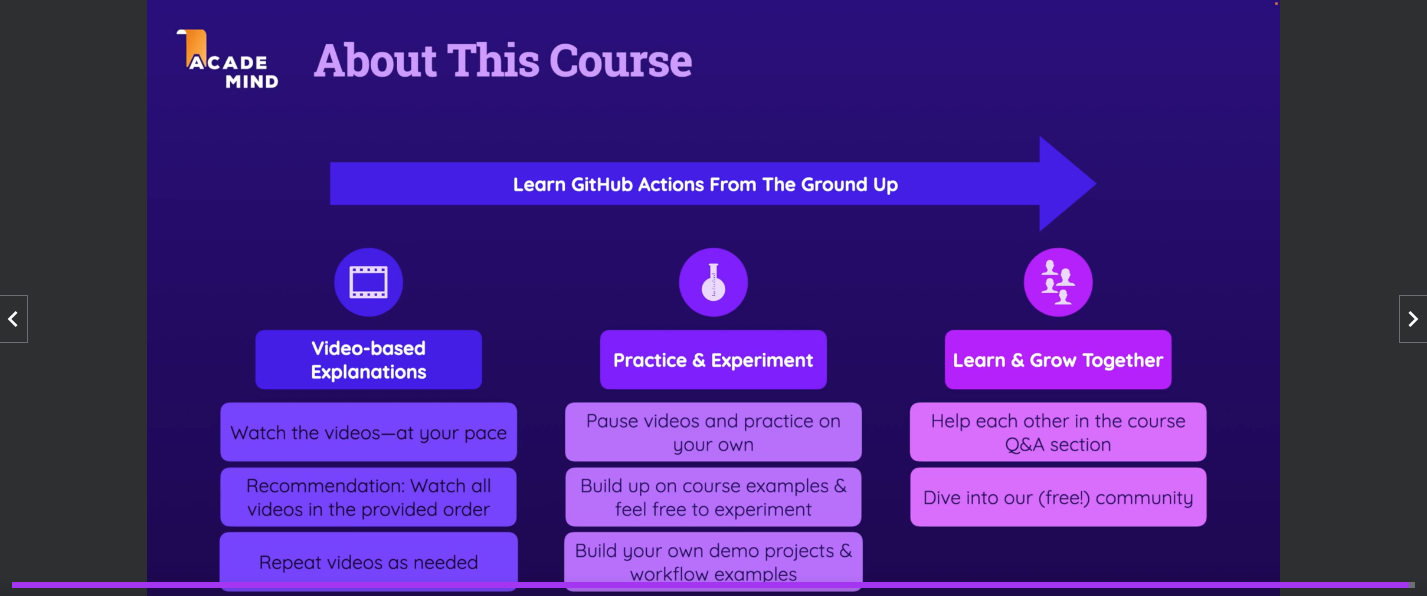 ACADE
MIND
About This Course
Learn GitHub Actions From The Ground Up
Video-based
Explanations
Watch the videos—at your pace
Recommendation: Watch all
videos in the provided order
Repeat videos as needed
Practice & Experiment
Pause videos and practice on
your own
Build up on course examples &
feel free to experiment
Build your own demo projects &
workflow examples
Learn & Grow Together
Help each other in the course
Q&A section
Dive into our (free!) community